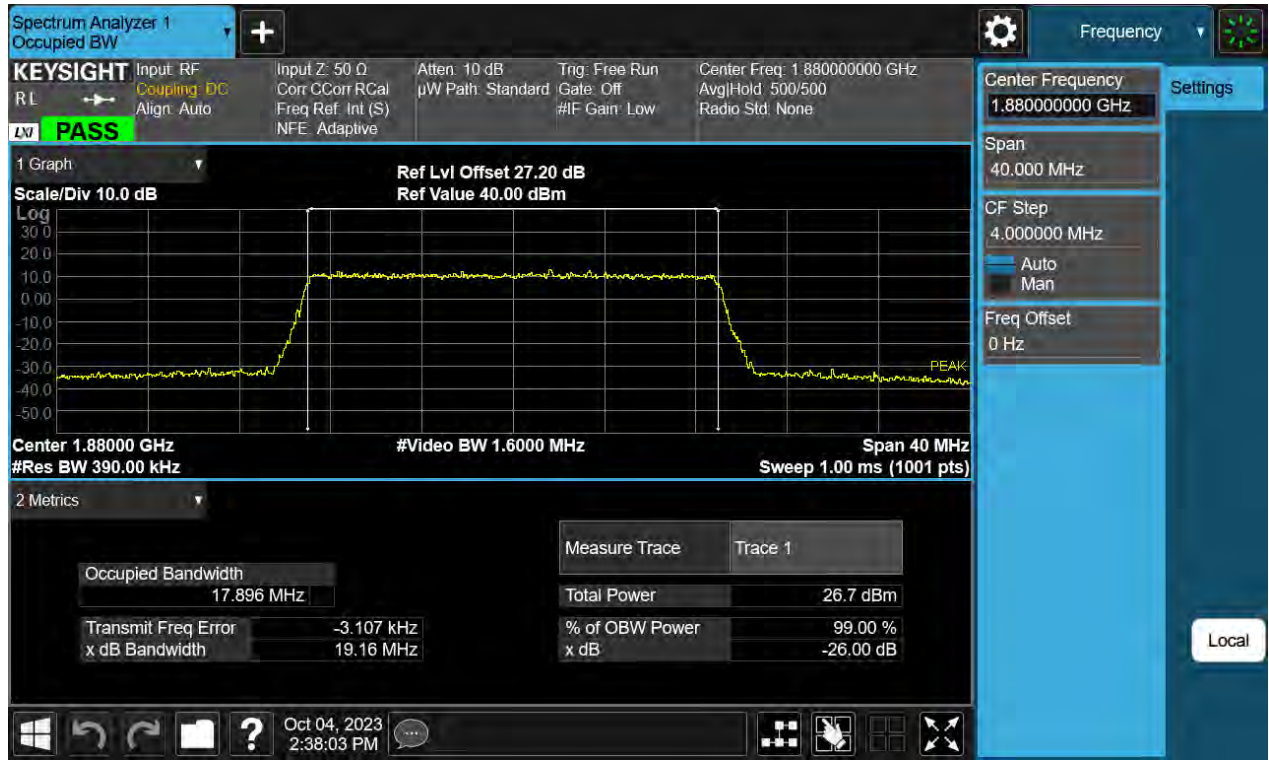 Spectrum Analyzer 1
Occupied BW
+
Frequency
KEYSIGHT
RL
LXI
PASS
Input: RF
Coupling: DC
Align: Auto
Input Z: 50 Ω
Corr CCorr RCal
Freq Ref: Int (S)
NFE: Adaptive
Atten: 10 dB
µW Path: Standard
Trig: Free Run
Gate: Off
#IF Gain: Low
Center Freq: 1.880000000 GHz
Avg|Hold: 500/500
Radio Std: None
1 Graph
Scale/Div 10.0 dB
Ref Lvl Offset 27.20 dB
Ref Value 40.00 dBm
Log
30.0
20.0
10.0
0.00
-10.0
-20.0
-30.0
-40.0
-50.0
PEAK
Center 1.88000 GHz
#Video BW 1.6000 MHz
Span 40 MHz
#Res BW 390.00 kHz
Sweep 1.00 ms (1001 pts)
2 Metrics
Measure Trace
Trace 1
Occupied Bandwidth
17.896 MHz
Total Power
26.7 dBm
Transmit Freq Error
-3.107 kHz
% of OBW Power
99.00 %
x dB Bandwidth
19.16 MHz
x dB
-26.00 dB
Center Frequency
1.880000000 GHz
Settings
Span
40.000 MHz
CF Step
4.000000 MHz
Auto
Man
Freq Offset
0 Hz
Local
?
Oct 04, 2023
2:38:03 PM